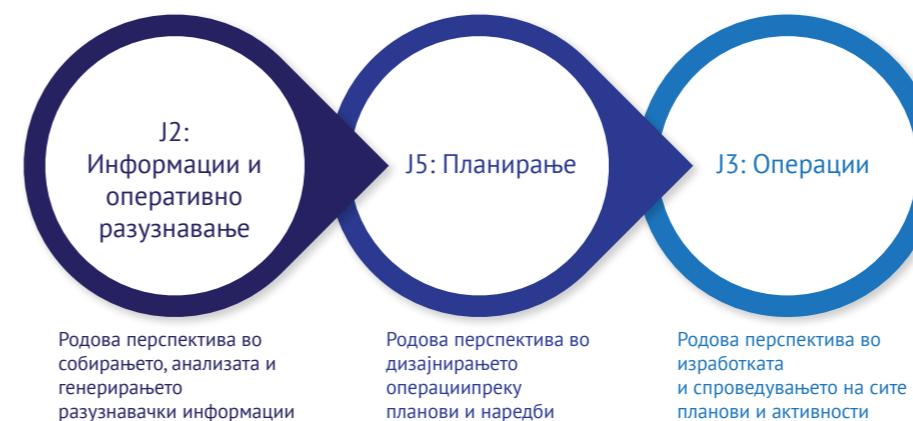 J2:
Информации и
оперативно
разузнавање
J5: Планирање
J3: Операции
Родова перспектива во
собирањето, анализата и
генерирањето
разузнавачки информации
Родова перспектива во
дизајнирањето
операциипреку
планови и наредби
Родова перспектива во
изработката
и спроведувањето на сите
планови и активности